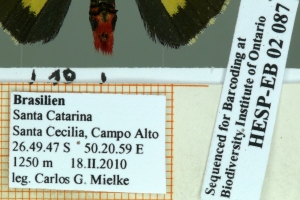 10
Brasilien
Santa Catarina
Santa Cecilia, Campo Alto
26.49.47 S ° 50.20.59 E
1250 m 18.II.2010
leg. Carlos G. Mielke
Sequenced for Barcoding at
Biodiversity, Institute of Ontario
HESP-EB 02 087